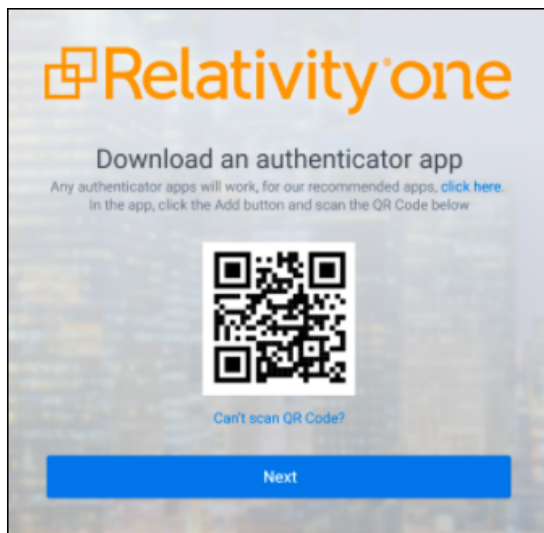 Relativity one
Download an authenticator app
Any authenticator apps will work, for our recommended apps, click here.
In the app, click the Add button and scan the QR Code below
Can't scan QR Code?
Next